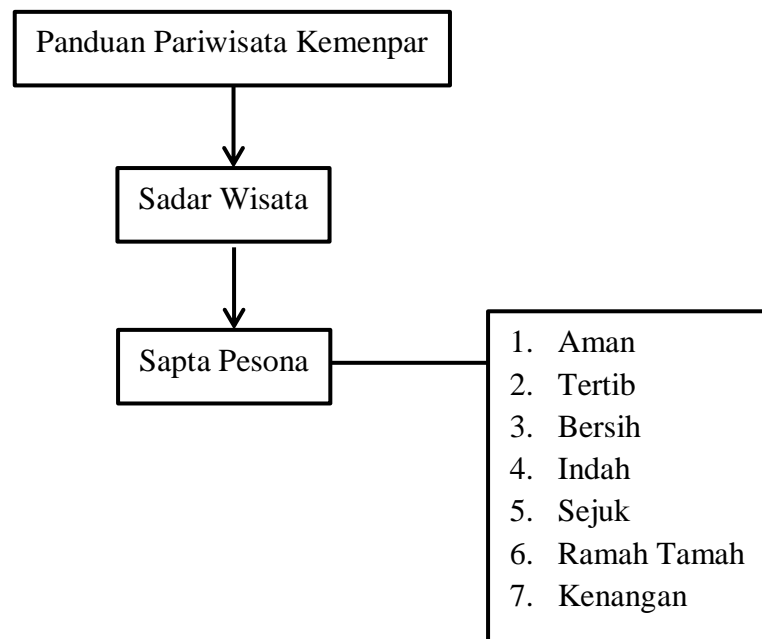 Panduan Pariwisata Kemenpar
Sadar Wisata
Sapta Pesona
1. Aman
2. Tertib
3. Bersih
4. Indah
5. Sejuk
6. Ramah Tamah
7. Kenangan